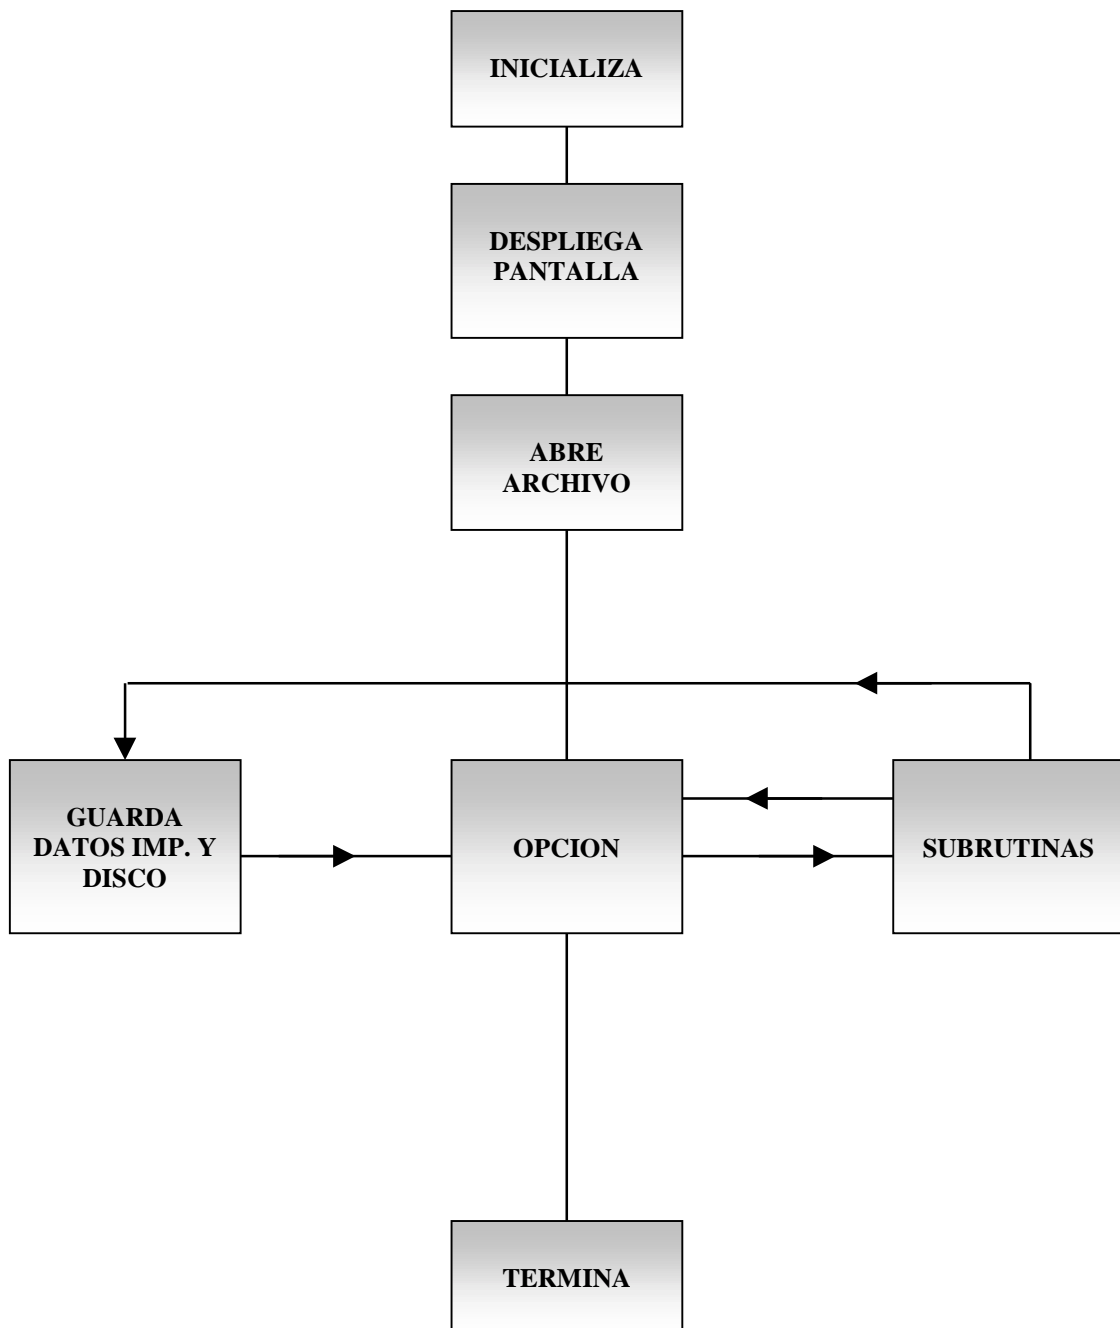 INICIALIZA
DESPLIEGA
PANTALLA
ABRE
ARCHIVO
GUARDA
DATOS IMP. Y
DISCO
OPCION
SUBRUTINAS
TERMINA